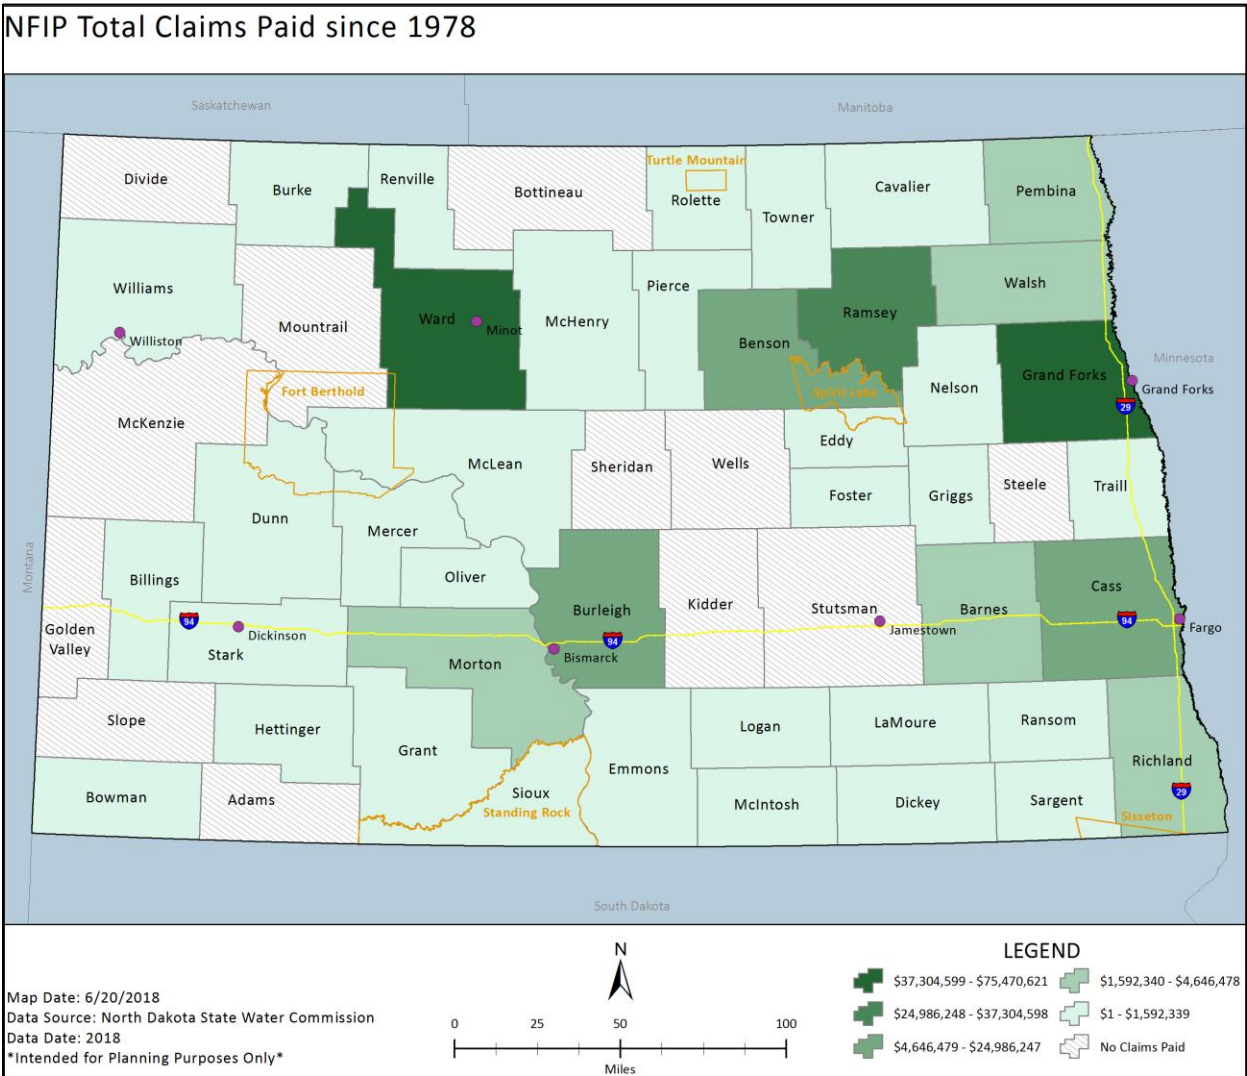 NFIP Total Claims Paid since 1978
Saskatchewan
Manitoba
Divide
Burke
Renville
Bottineau
Turtle Mountain
Rolette
Towner
Cavalier
Pembina
Williams
Williston
Mountrail
Ward
Minot
McHenry
Pierce
Benson
Ramsey
Walsh
Spirit Lake
Nelson
Grand Forks
Grand Forks
Minnesota
29
McKenzie
Fort Berthold
McLean
Sheridan
Wells
Eddy
Foster
Griggs
Steele
Traill
Dunn
Mercer
Oliver
Montana
Billings
Golden
Valley
94
Dickinson
Stark
Morton
Bismarck
Burleigh
94
Kidder
Stutsman
Jamestown
Barnes
Cass
94
Fargo
Slope
Hettinger
Grant
Bowman
Adams
Sioux
Standing Rock
Emmons
Logan
McIntosh
LaMoure
Dickey
Ransom
Sargent
Richland
29
Sisseton
South Dakota
Map Date: 6/20/2018
Data Source: North Dakota State Water Commission
Data Date: 2018
*Intended for Planning Purposes Only*
N
0 25 50 100
Miles
LEGEND
$37,304,599 - $75,470,621
$24,986,248 - $37,304,598
$4,646,479 - $24,986,247
$1,592,340 - $4,646,478
$1 - $1,592,339
No Claims Paid